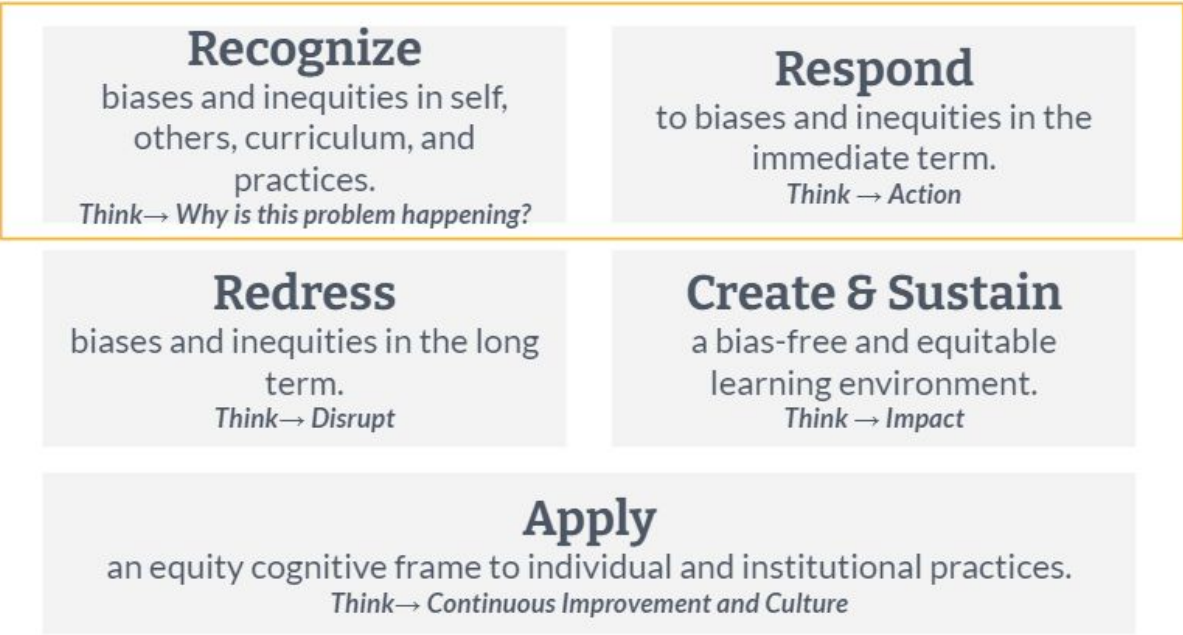 Recognize
biases and inequities in self,
others, curriculum, and
practices.
Think→ Why is this problem happening?
Respond
to biases and inequities in the
immediate term.
Think → Action
Redress
biases and inequities in the long
term.
Think→ Disrupt
Create & Sustain
a bias-free and equitable
learning environment.
Think → Impact
Apply
an equity cognitive frame to individual and institutional practices.
Think→ Continuous Improvement and Culture